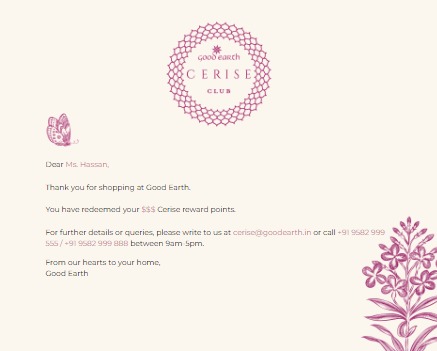 good earth
CERISE
CLUB
Dear Ms. Hassan,
Thank you for shopping at Good Earth.
You have redeemed your $$$ Cerise reward points.
For further details or queries, please write to us at cerise@goodearth.in or call +91 9582 999
555 / +91 9582 999 888 between 9am-5pm.
From our hearts to your home,
Good Earth